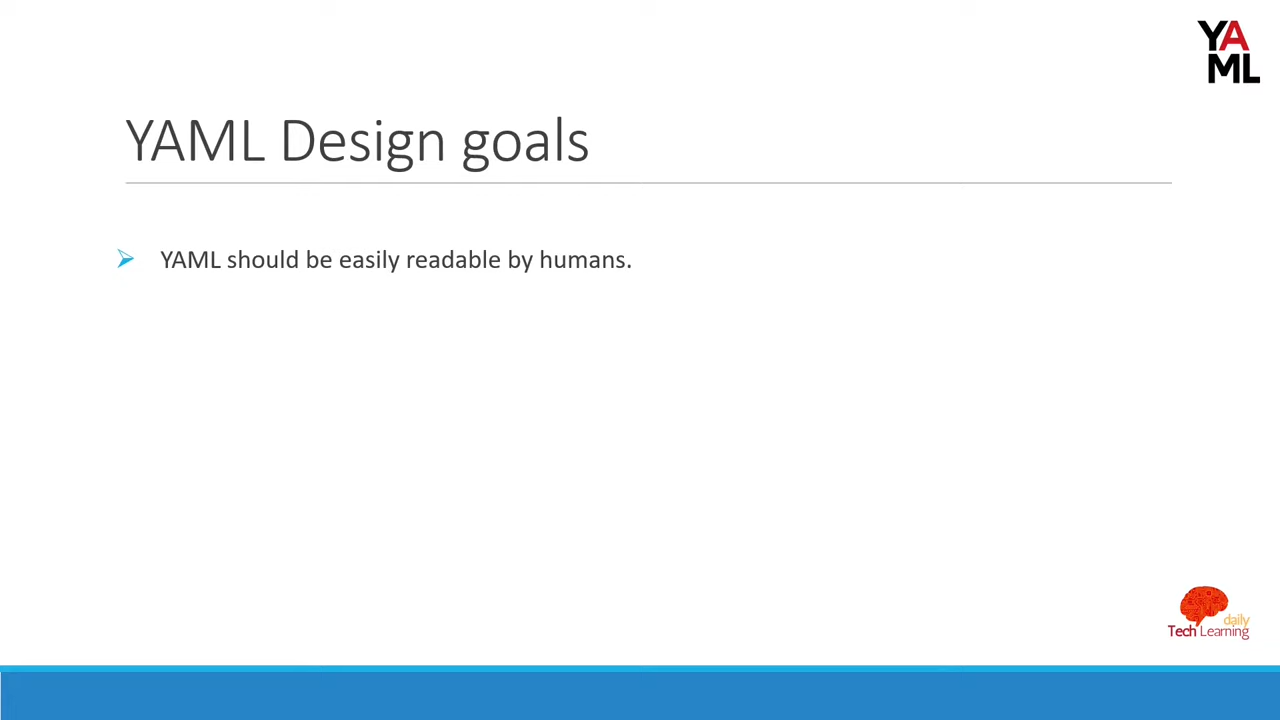 YA
ML
YAML Design goals
YAML should be easily readable by humans.
daily
Tech Learning